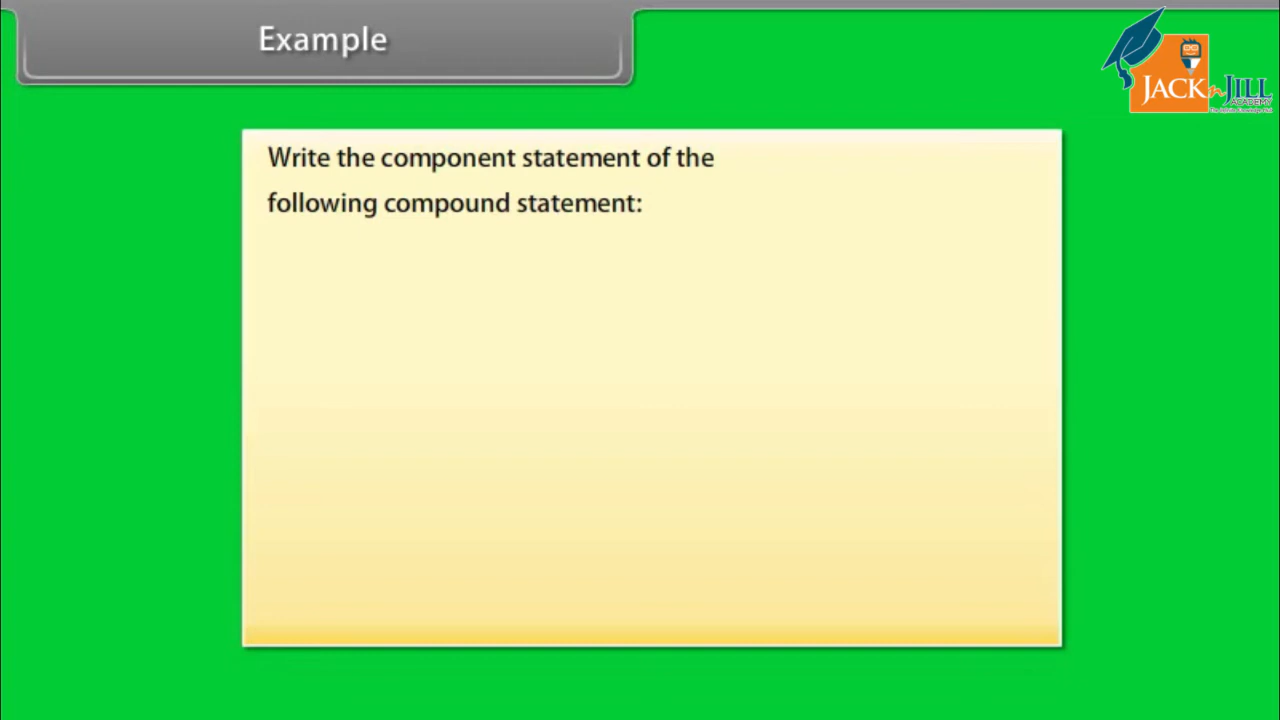 Example
JACK n JILL
ACADEMY
Write the component statement of the
following compound statement: